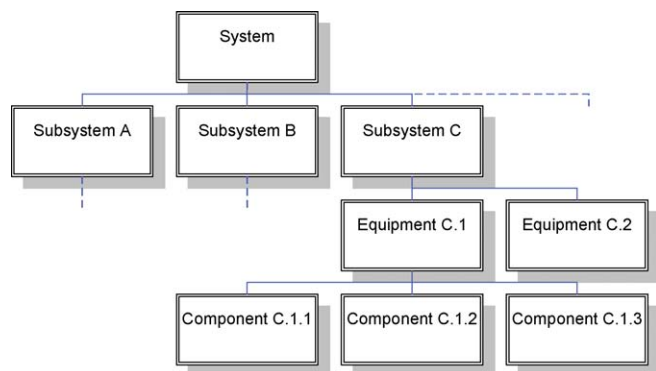 System
Subsystem A
Subsystem B
Subsystem C
Equipment C.1
Equipment C.2
Component C.1.1
Component C.1.2
Component C.1.3